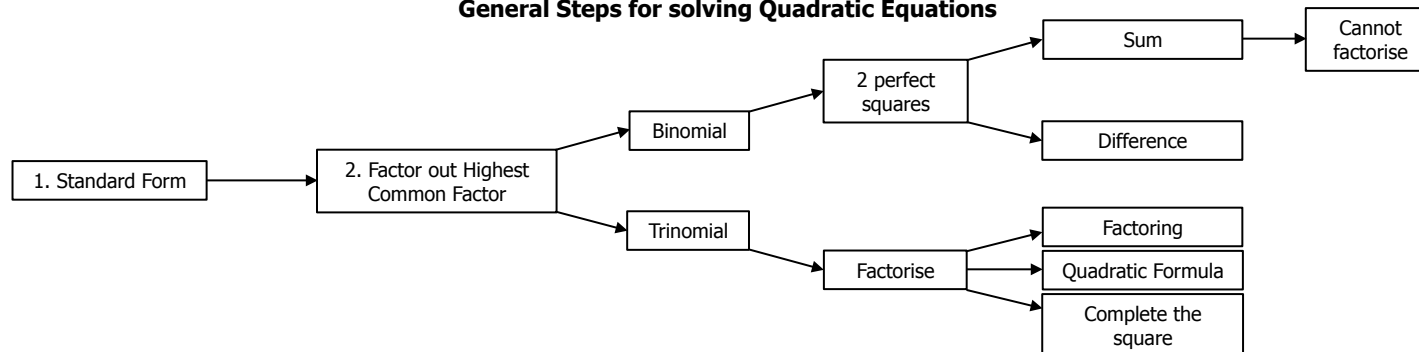 General Steps for solving Quadratic Equations
1. Standard Form
2. Factor out Highest
Common Factor
Binomial
2 perfect
squares
Sum
Cannot
factorise
Difference
Trinomial
Factorise
Factoring
Quadratic Formula
Complete the
square